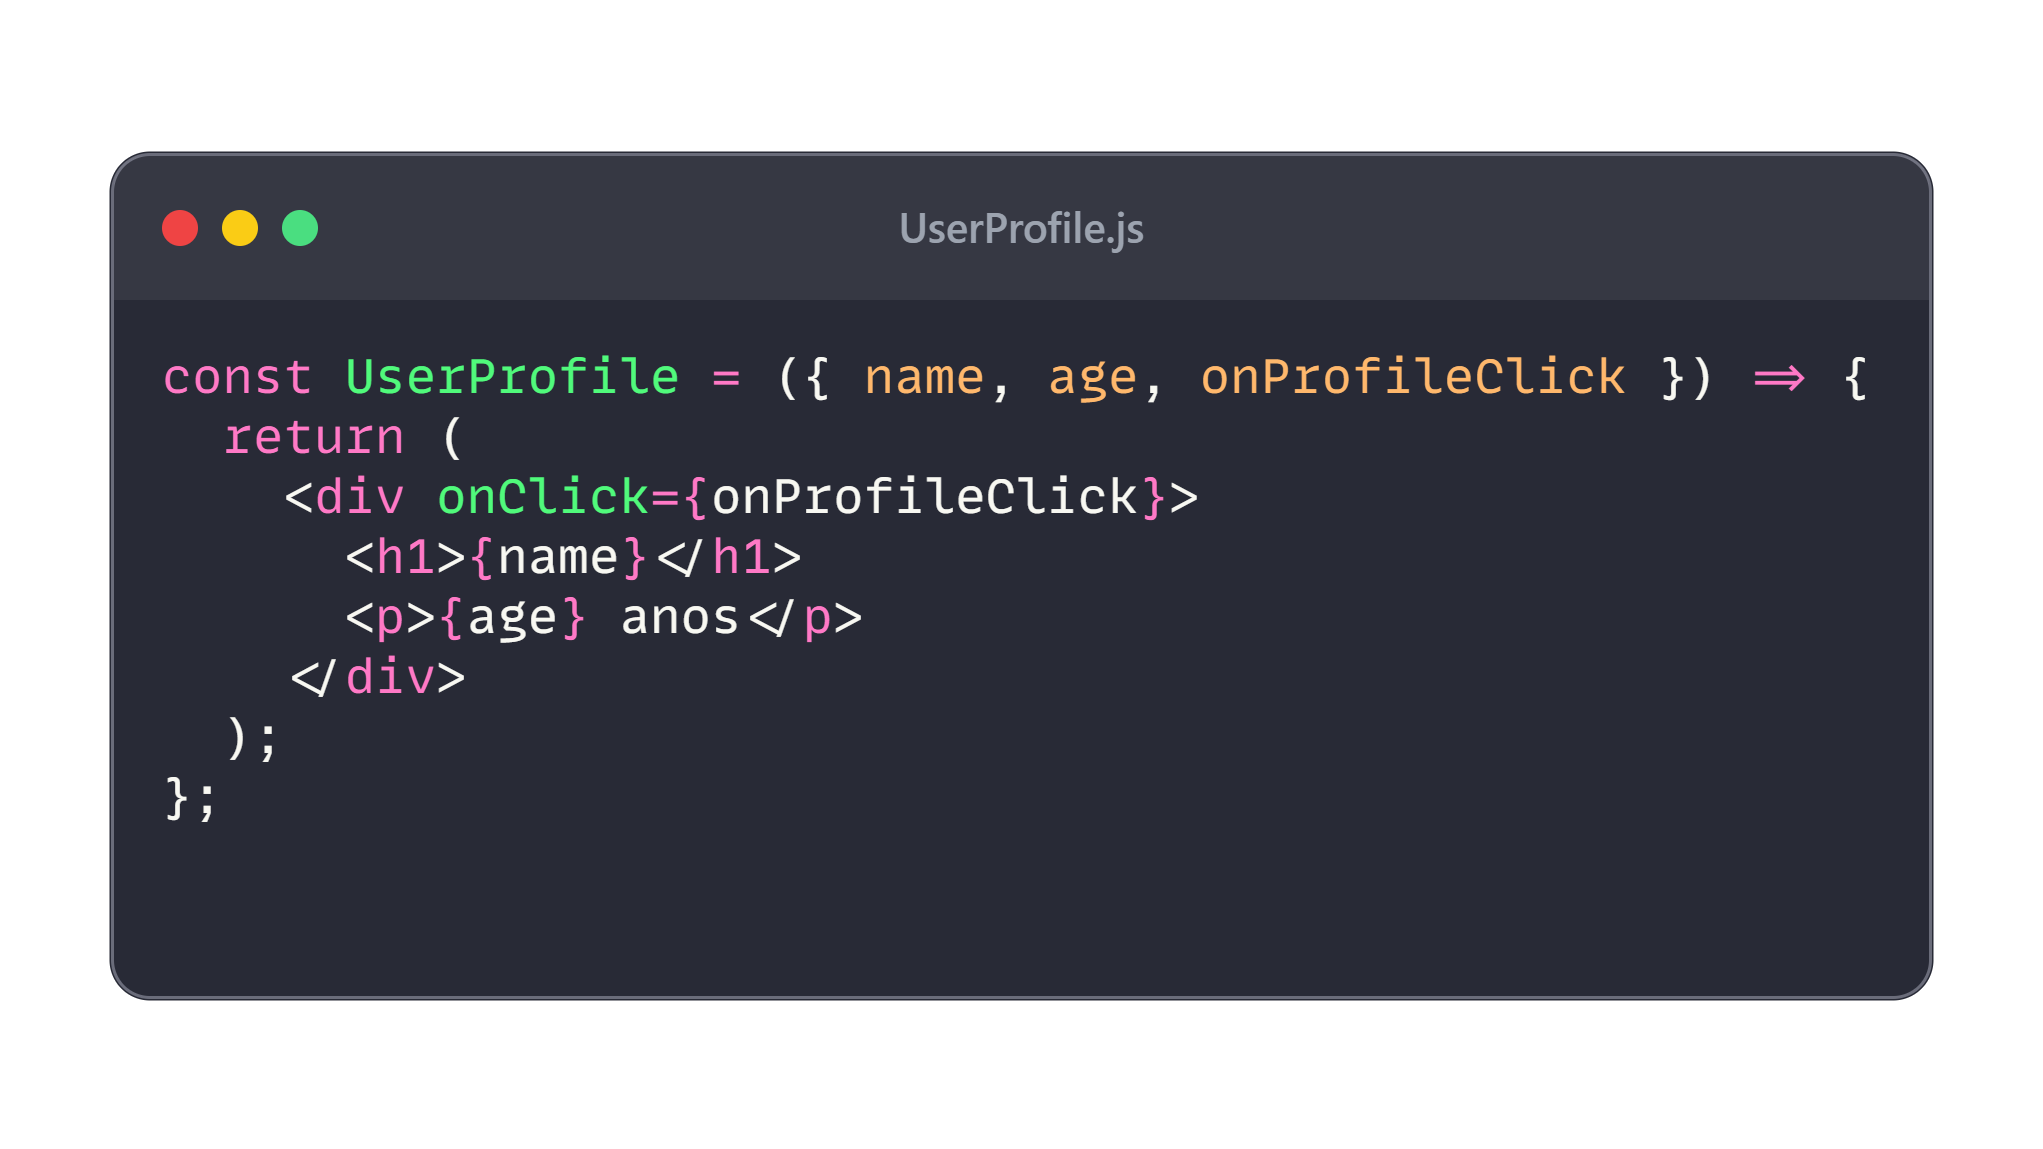 UserProfile.js
const UserProfile = ({ name, age, onProfileClick }) => {
  return (
    <div onClick={onProfileClick}>
      <h1>{name}</h1>
      <p>{age} anos</p>
    </div>
  );
};